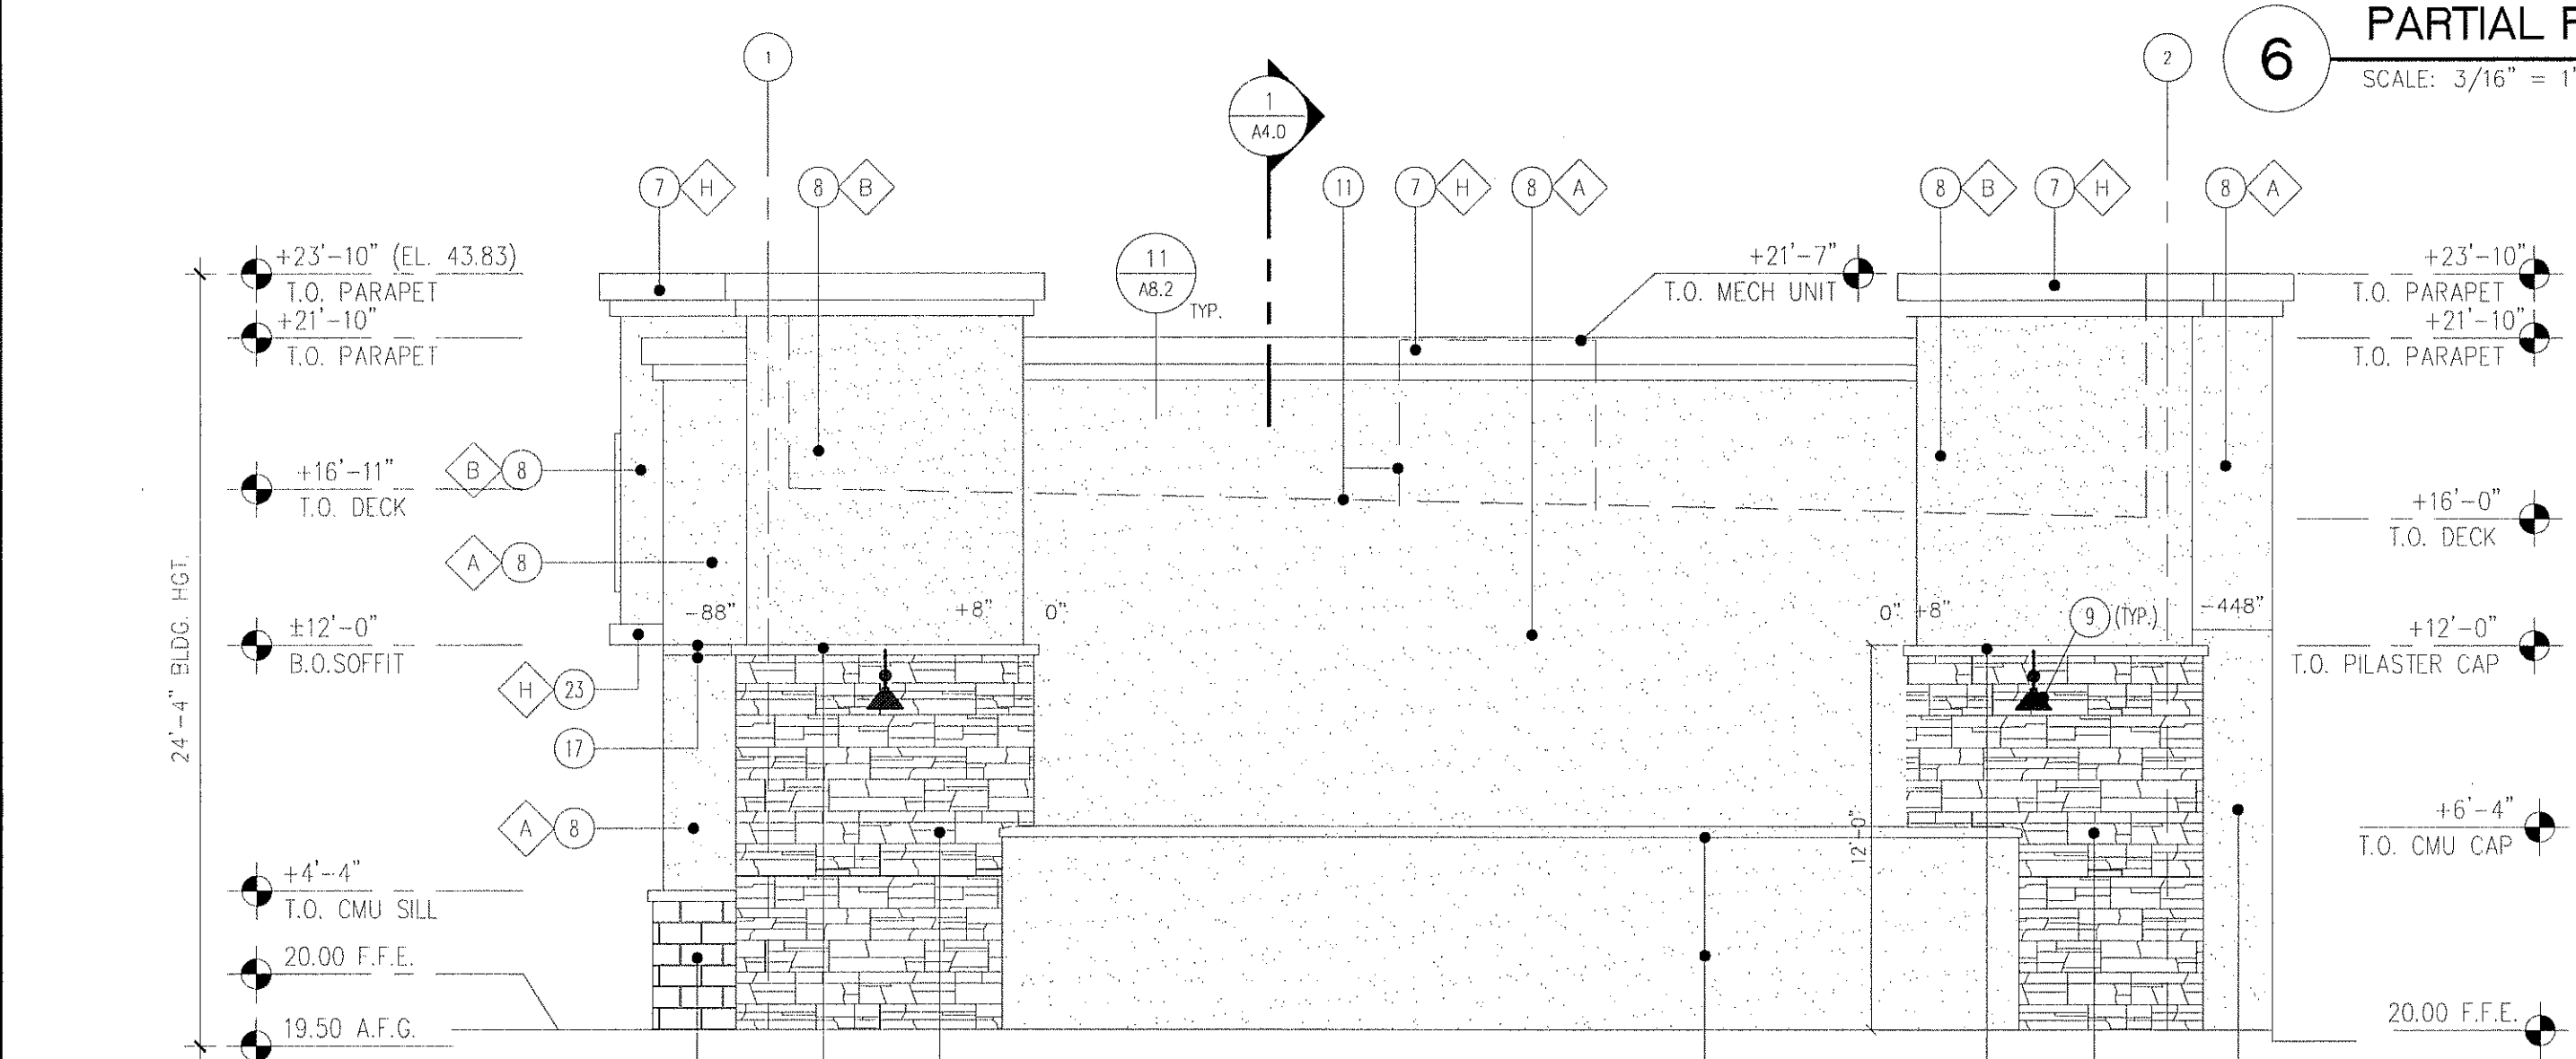 PARTIAL
6
SCALE: 3/16" = 1'
1
2
1
A4.0
7 H
8 B
11
7 H
8 A
8 B
7 H
8 A
+23'-10" (EL. 43.83)
T.O. PARAPET
+21'-10"
T.O. PARAPET
11
A8.2
TYP.
+21'-7"
T.O. MECH UNIT
+23'-10"
T.O. PARAPET
+21'-10"
T.O. PARAPET
+16'-11"
T.O. DECK
B 8
+16'-0"
T.O. DECK
A 8
24'-4" BLDG. HGT.
-88"
+8"
0"
0"
+8"
9 (TYP.)
-448"
±12'-0"
B.O.SOFFIT
+12'-0"
T.O. PILASTER CAP
H 23
17
A 8
12'-0"
+6'-4"
T.O. CMU CAP
+4'-4"
T.O. CMU SILL
20.00 F.F.E.
19.50 A.F.G.
20.00 F.F.E.